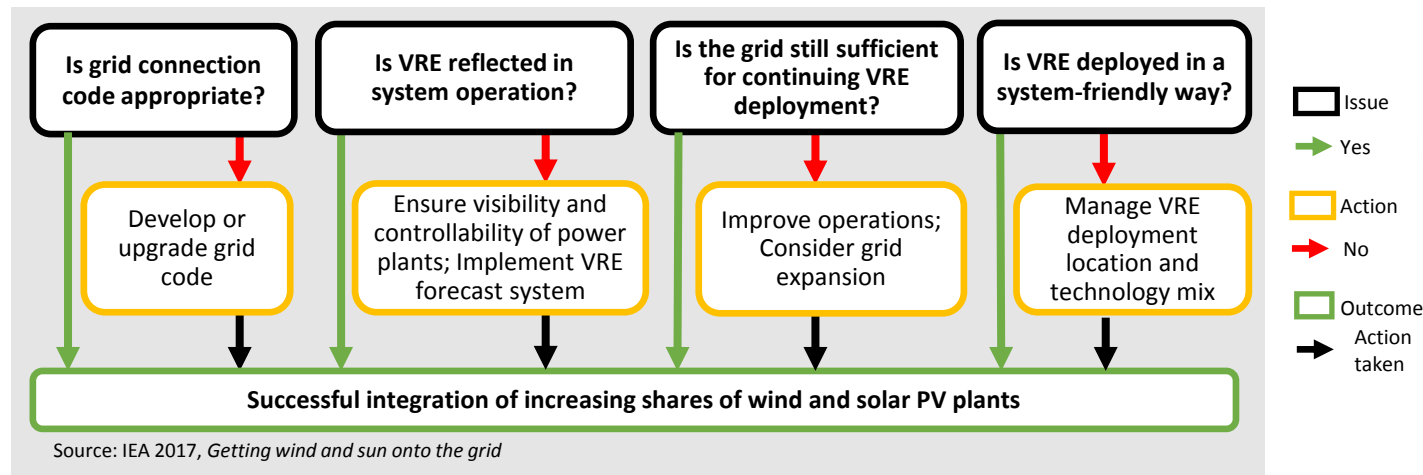 Is grid connection
code appropriate?
Is VRE reflected in
system operation?
Is the grid still sufficient
for continuing VRE
deployment?
Is VRE deployed in a
system-friendly way?
Develop or
upgrade grid
code
Ensure visibility and
controllability of power
plants; Implement VRE
forecast system
Improve operations;
Consider grid
expansion
Manage VRE
deployment
location and
technology mix
Successful integration of increasing shares of wind and solar PV plants
Source: IEA 2017, Getting wind and sun onto the grid
Issue
Yes
Action
No
Outcome
Action
taken